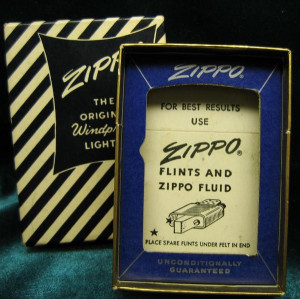 ZIPPO
THE
ORIGIN
Windpr
LIGHT
ZIPPO®
FOR BEST RESULTS
USE
ZIPPO®
FLINTS AND
ZIPPO FLUID
PLACE SPARE FLINTS UNDER FELT IN END
UNCONDITIONALLY
GUARANTEED